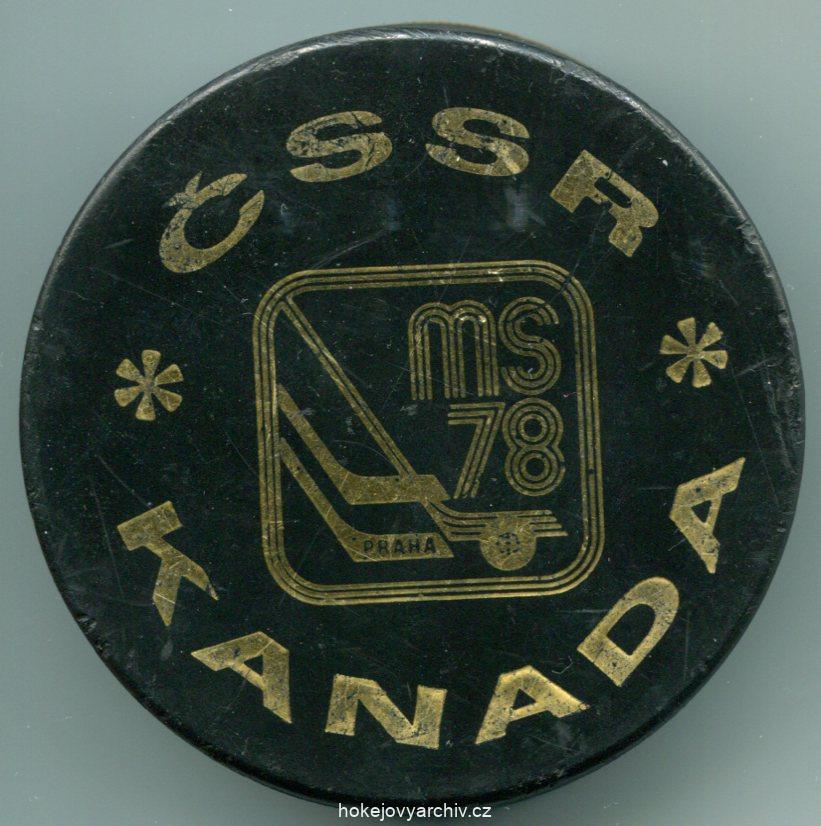 ČSSR
MS
78
PRAHA
KANADA
hokejovyarchiv.cz